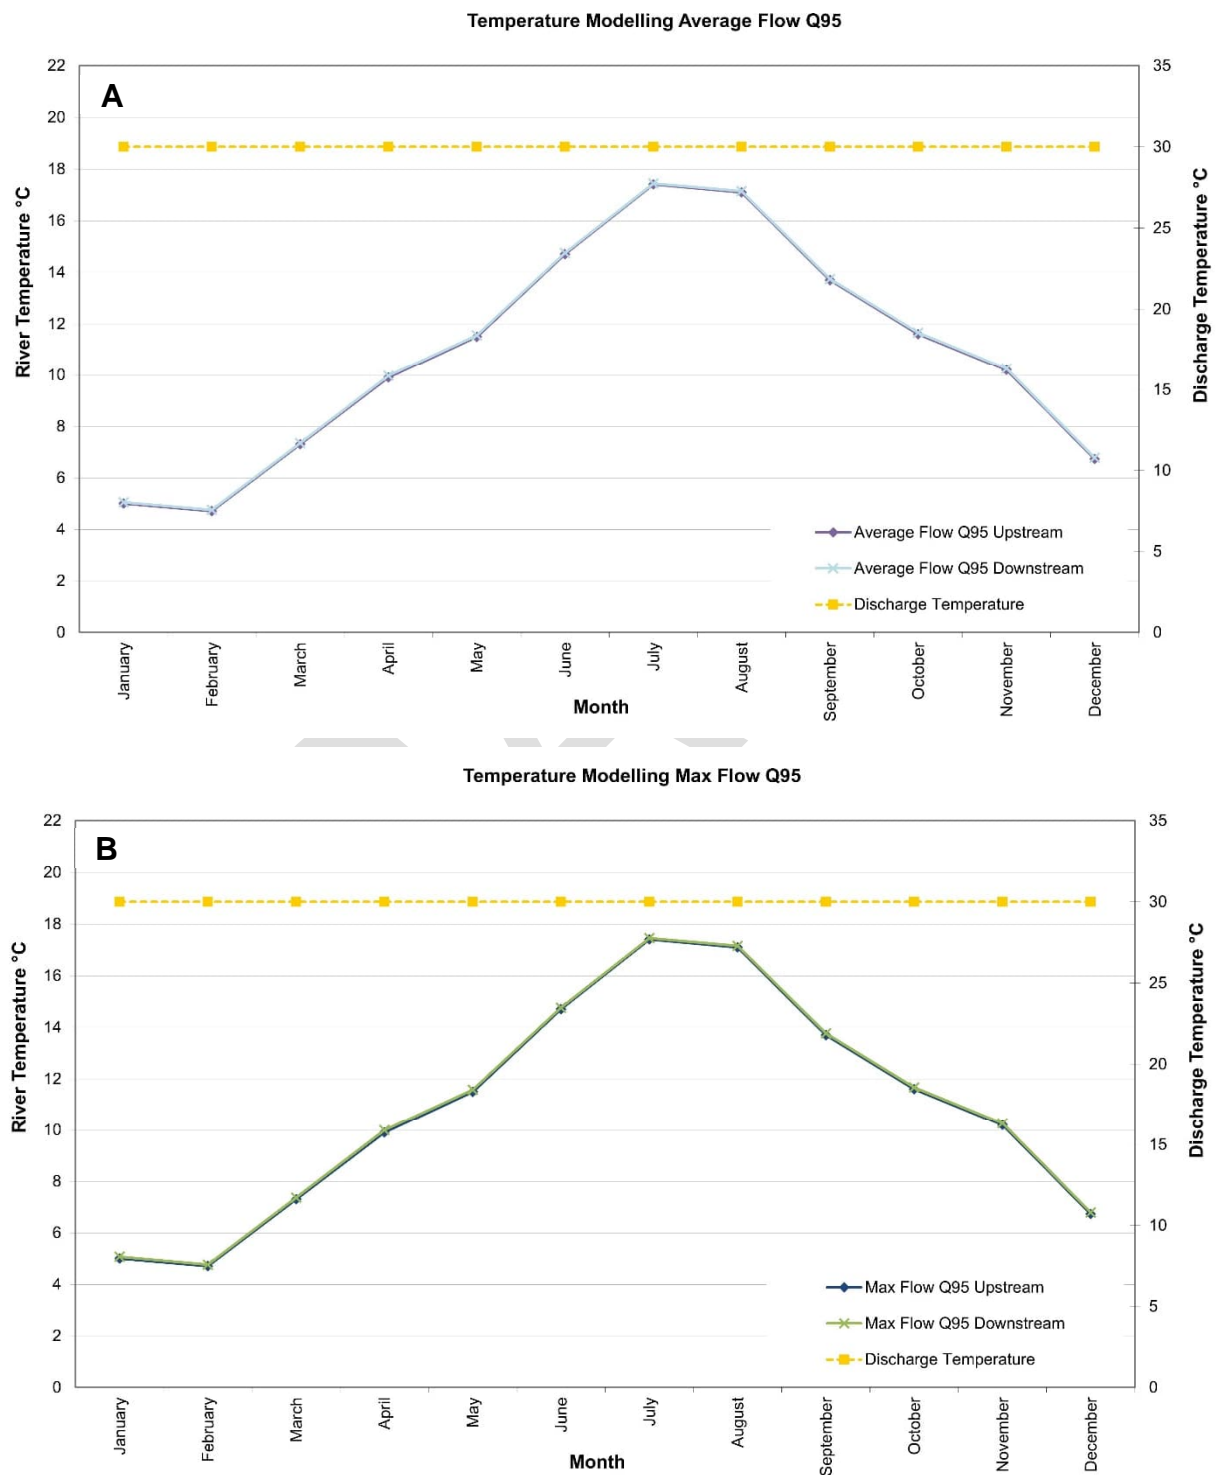 Temperature Modelling Average Flow Q95
A
22
20
18
16
14
12
10
8
6
4
2
0
River Temperature °C
35
30
25
20
15
10
5
0
Discharge Temperature °C
Average Flow Q95 Upstream
Average Flow Q95 Downstream
Discharge Temperature
January
February
March
April
May
June
July
August
September
October
November
December
Month
Temperature Modelling Max Flow Q95
B
22
20
18
16
14
12
10
8
6
4
2
0
River Temperature °C
35
30
25
20
15
10
5
0
Discharge Temperature °C
Max Flow Q95 Upstream
Max Flow Q95 Downstream
Discharge Temperature
January
February
March
April
May
June
July
August
September
October
November
December
Month